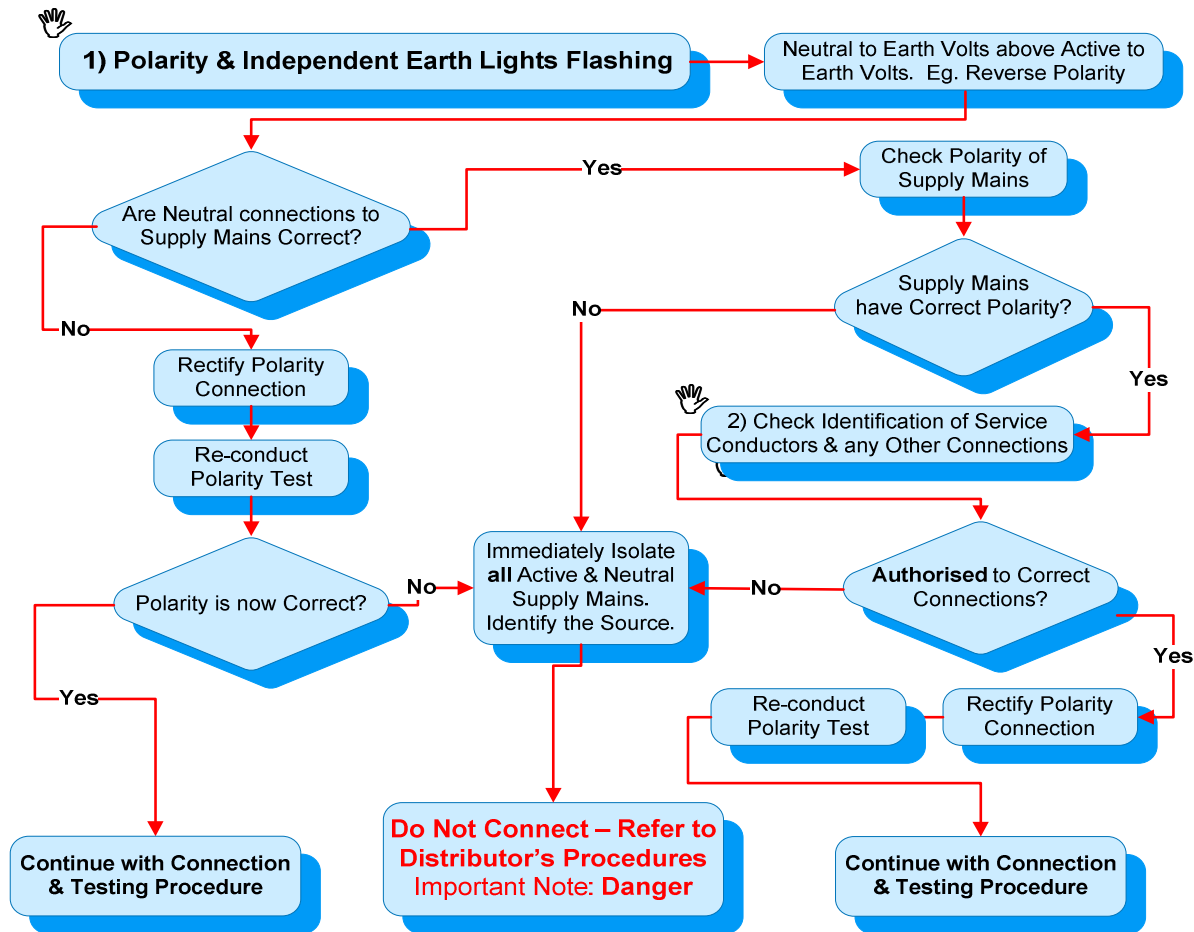 1) Polarity & Independent Earth Lights Flashing
Neutral to Earth Volts above Active to
Earth Volts.  Eg. Reverse Polarity
Are Neutral connections to
Supply Mains Correct?
Yes
Check Polarity of
Supply Mains
Supply Mains
have Correct Polarity?
No
No
Yes
Rectify Polarity
Connection
2) Check Identification of Service
Conductors & any Other Connections
Re-conduct
Polarity Test
Immediately Isolate
all Active & Neutral
Supply Mains.
Identify the Source.
Authorised to Correct
Connections?
Polarity is now Correct?
No
No
Yes
Yes
Re-conduct
Polarity Test
Rectify Polarity
Connection
Do Not Connect – Refer to
Distributor's Procedures
Important Note: Danger
Continue with Connection
& Testing Procedure
Continue with Connection
& Testing Procedure